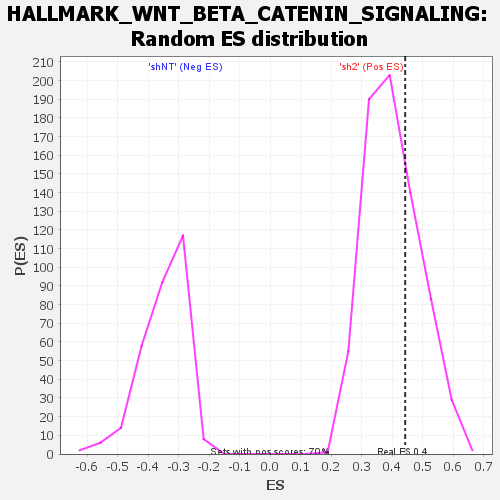 HALLMARK_WNT_BETA_CATENIN_SIGNALING:
Random ES distribution
'shNT' (Neg ES)
'sh2' (Pos ES)
210
200
190
180
170
160
150
140
130
120
110
100
90
80
70
60
50
40
30
20
10
0
P(ES)
Sets with pos scores: 70%
Real ES 0.4
-0.6 -0.5 -0.4 -0.3 -0.2 -0.1 0.0 0.1 0.2 0.3 0.4 0.5 0.6 0.7
ES